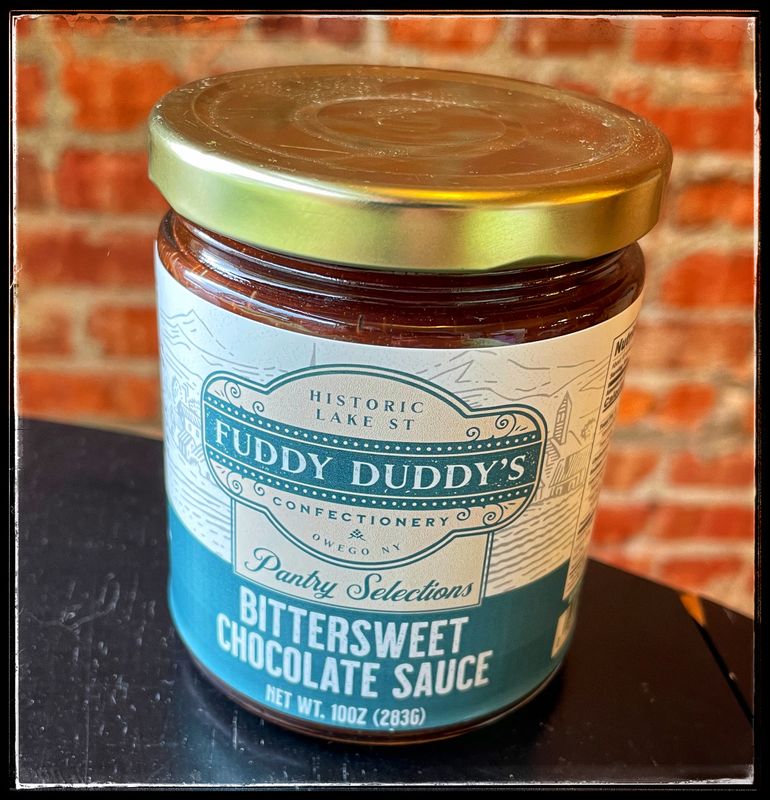 HISTORIC
LAKE ST
FUDDY DUDDY'S
CONFECTIONERY
OWEGO NY
Pantry Selections
BITTERSWEET
CHOCOLATE SAUCE
NET WT. 10OZ (283G)